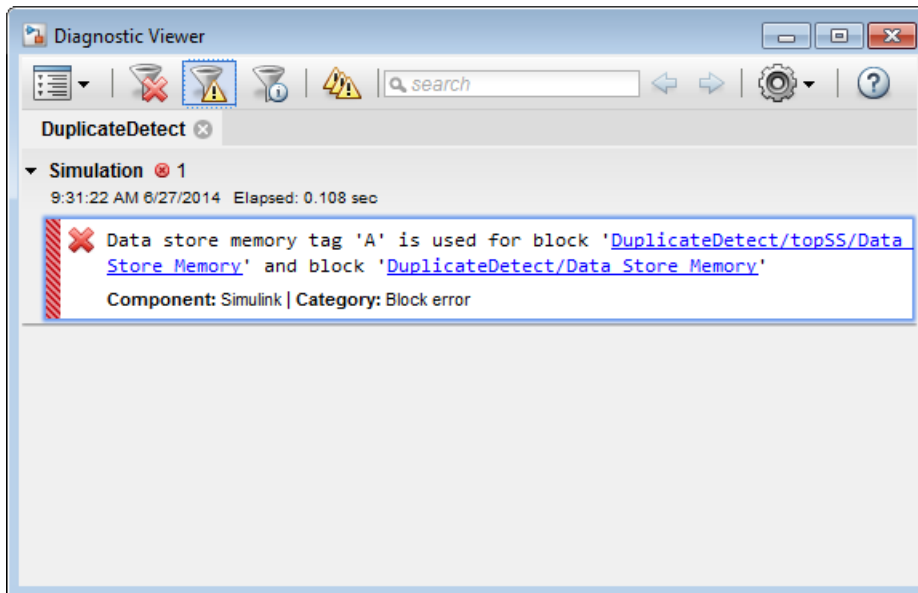 Diagnostic Viewer
search
DuplicateDetect
Simulation 1
9:31:22 AM 6/27/2014 Elapsed: 0.108 sec
Data store memory tag 'A' is used for block 'DuplicateDetect/topSS/Data
Store Memory' and block 'DuplicateDetect/Data Store Memory'
Component: Simulink | Category: Block error